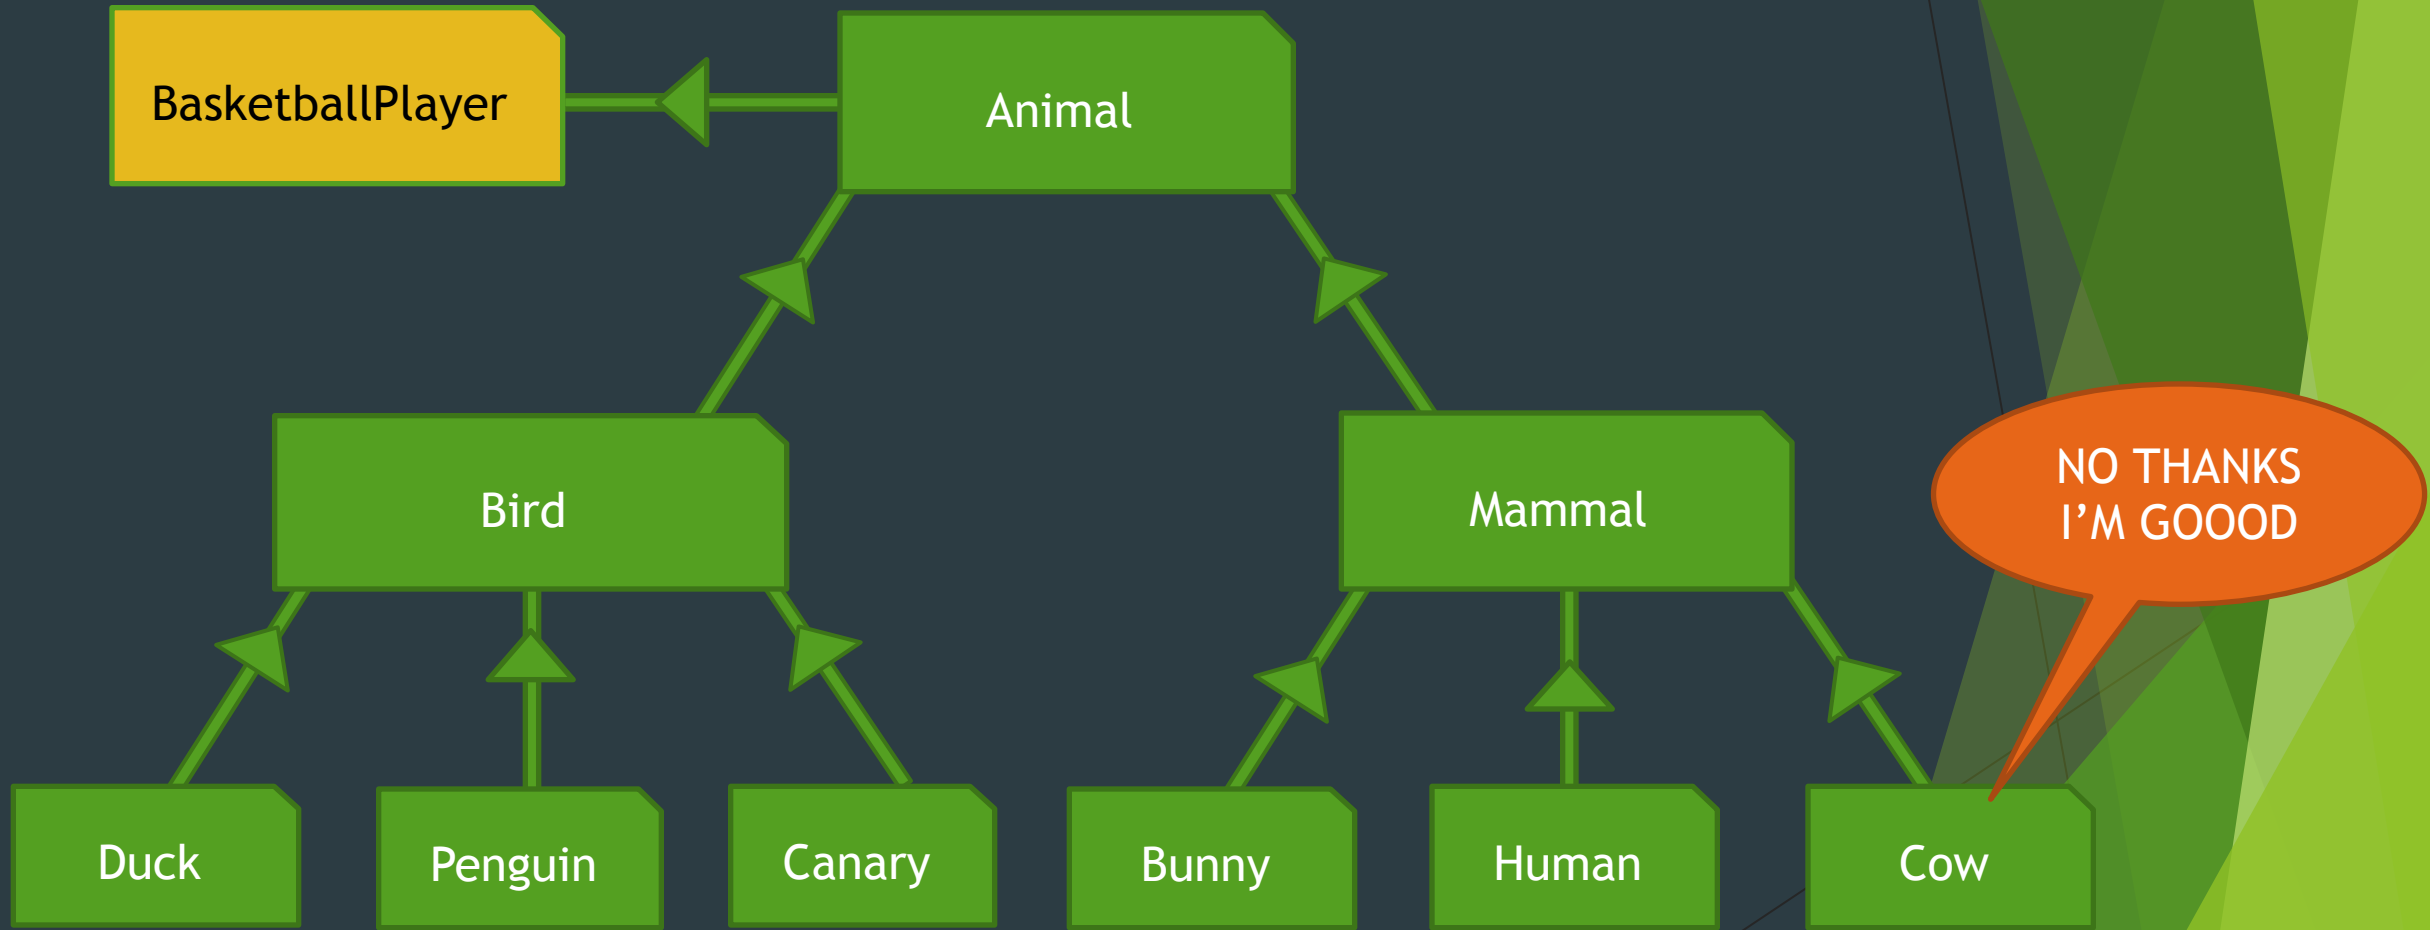 BasketballPlayer
Animal
Bird
Mammal
NO THANKS
I’M GOOOD
Duck
Penguin
Canary
Bunny
Human
Cow